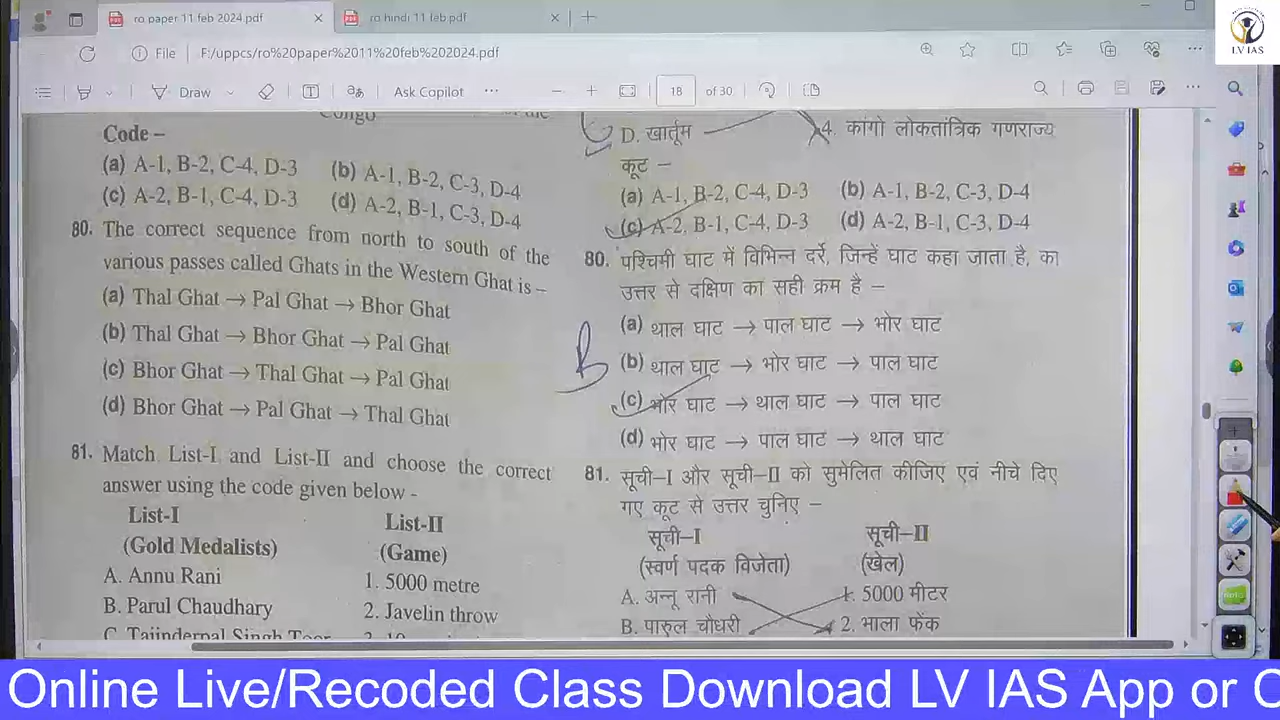 ro paper 11 feb 2024.pdf
ro hindi 11 feb.pdf
File
F:/uppcs/ro%20paper%2011%20feb%202024.pdf
LV IAS
Draw
Ask Copilot
18
of 30
Code –
(a) A-1, B-2, C-4, D-3
(b) A-1, B-2, C-3, D-4
(c) A-2, B-1, C-4, D-3
(d) A-2, B-1, C-3, D-4
80. The correct sequence from north to south of the
various passes called Ghats in the Western Ghat is –
(a) Thal Ghat → Pal Ghat → Bhor Ghat
(b) Thal Ghat → Bhor Ghat → Pal Ghat
(c) Bhor Ghat → Thal Ghat → Pal Ghat
(d) Bhor Ghat → Pal Ghat → Thal Ghat
81. Match List-I and List-II and choose the correct
answer using the code given below -
List-I
List-II
(Gold Medalists)
(Game)
A. Annu Rani
1. 5000 metre
B. Parul Chaudhary
2. Javelin throw
D. खार्तूम
4. कांगो लोकतांत्रिक गणराज्य
कूट –
(a) A-1, B-2, C-4, D-3
(b) A-1, B-2, C-3, D-4
(c) A-2, B-1, C-4, D-3
(d) A-2, B-1, C-3, D-4
80. पश्चिमी घाट में विभिन्न दर्रे, जिन्हें घाट कहा जाता है, का
उत्तर से दक्षिण का सही क्रम है –
(a) थाल घाट → पाल घाट → भोर घाट
B
(b) थाल घाट → भोर घाट → पाल घाट
(c) भोर घाट → थाल घाट → पाल घाट
(d) भोर घाट → पाल घाट → थाल घाट
81. सूची-I और सूची-II को सुमेलित कीजिए एवं नीचे दिए
गए कूट से उत्तर चुनिए –
सूची-I
सूची-II
(स्वर्ण पदक विजेता)
(खेल)
A. अन्नू रानी
1. 5000 मीटर
B. पारुल चौधरी
2. भाला फेंक
Online Live/Recoded Class Download LV IAS App or